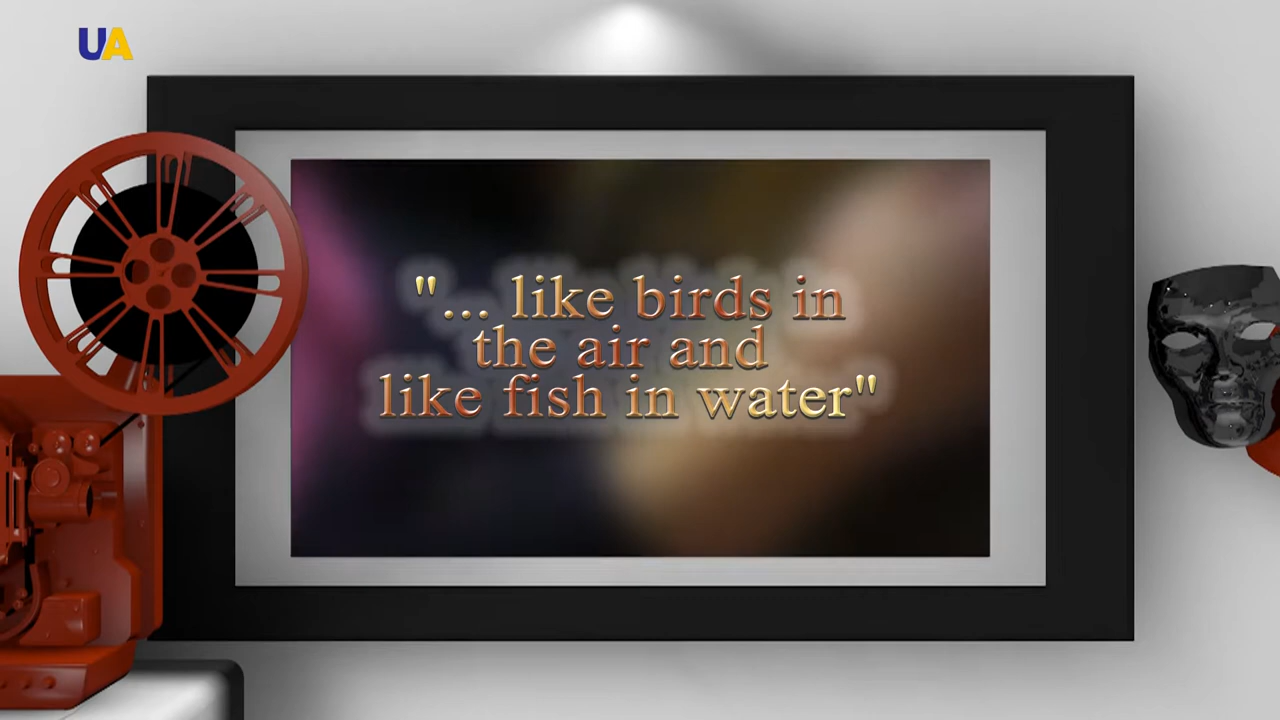 UA
"... like birds in
the air and
like fish in water"